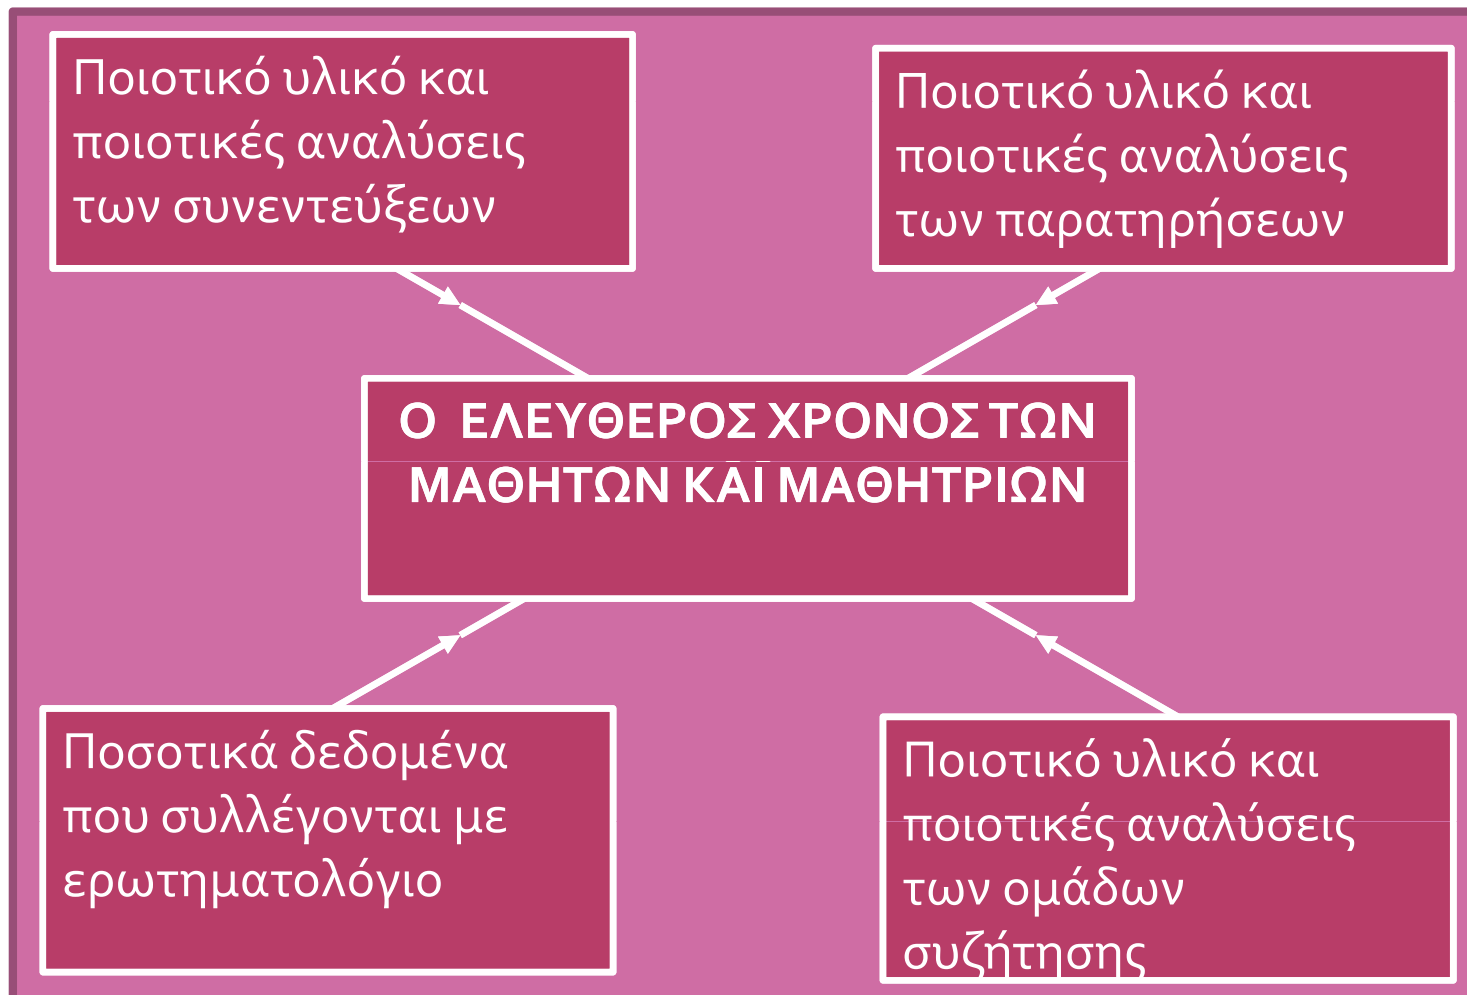 Ποιοτικό υλικό και
ποιοτικές αναλύσεις
των συνεντεύξεων
Ποιοτικό υλικό και
ποιοτικές αναλύσεις
των παρατηρήσεων
Ο ΕΛΕΥΘΕΡΟΣ ΧΡΟΝΟΣ ΤΩΝ
ΜΑΘΗΤΩΝ ΚΑΙ ΜΑΘΗΤΡΙΩΝ
Ποσοτικά δεδομένα
που συλλέγονται με
ερωτηματολόγιο
Ποιοτικό υλικό και
ποιοτικές αναλύσεις
των ομάδων
συζήτησης